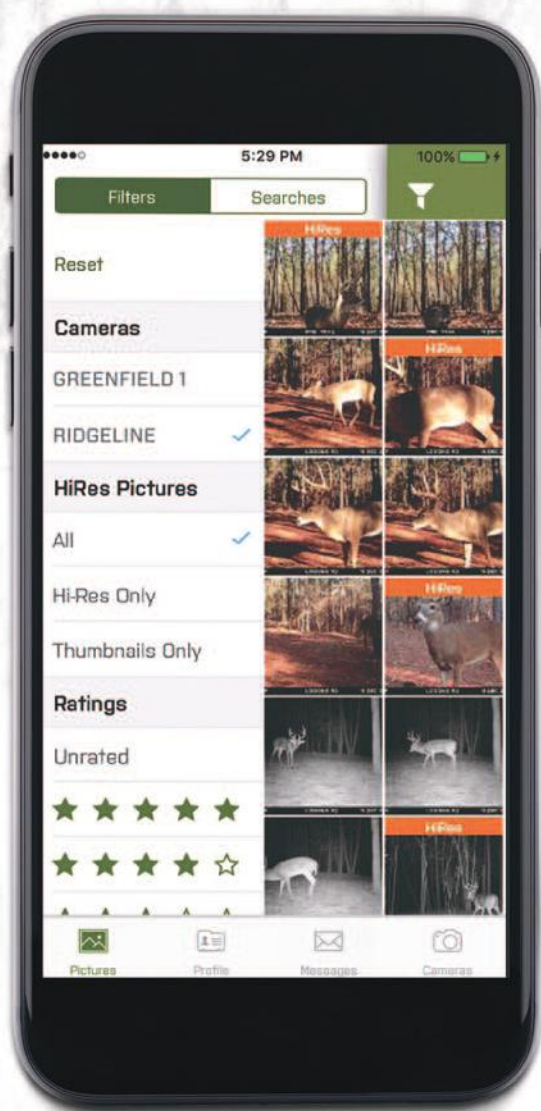 5:29 PM
100%
Filters
Searches
Reset
Cameras
GREENFIELD 1
RIDGELINE
HiRes Pictures
All
Hi-Res Only
Thumbnails Only
Ratings
Unrated
HiRes
HiRes
HiRes
HiRes
Pictures
Profile
Messages
Cameras